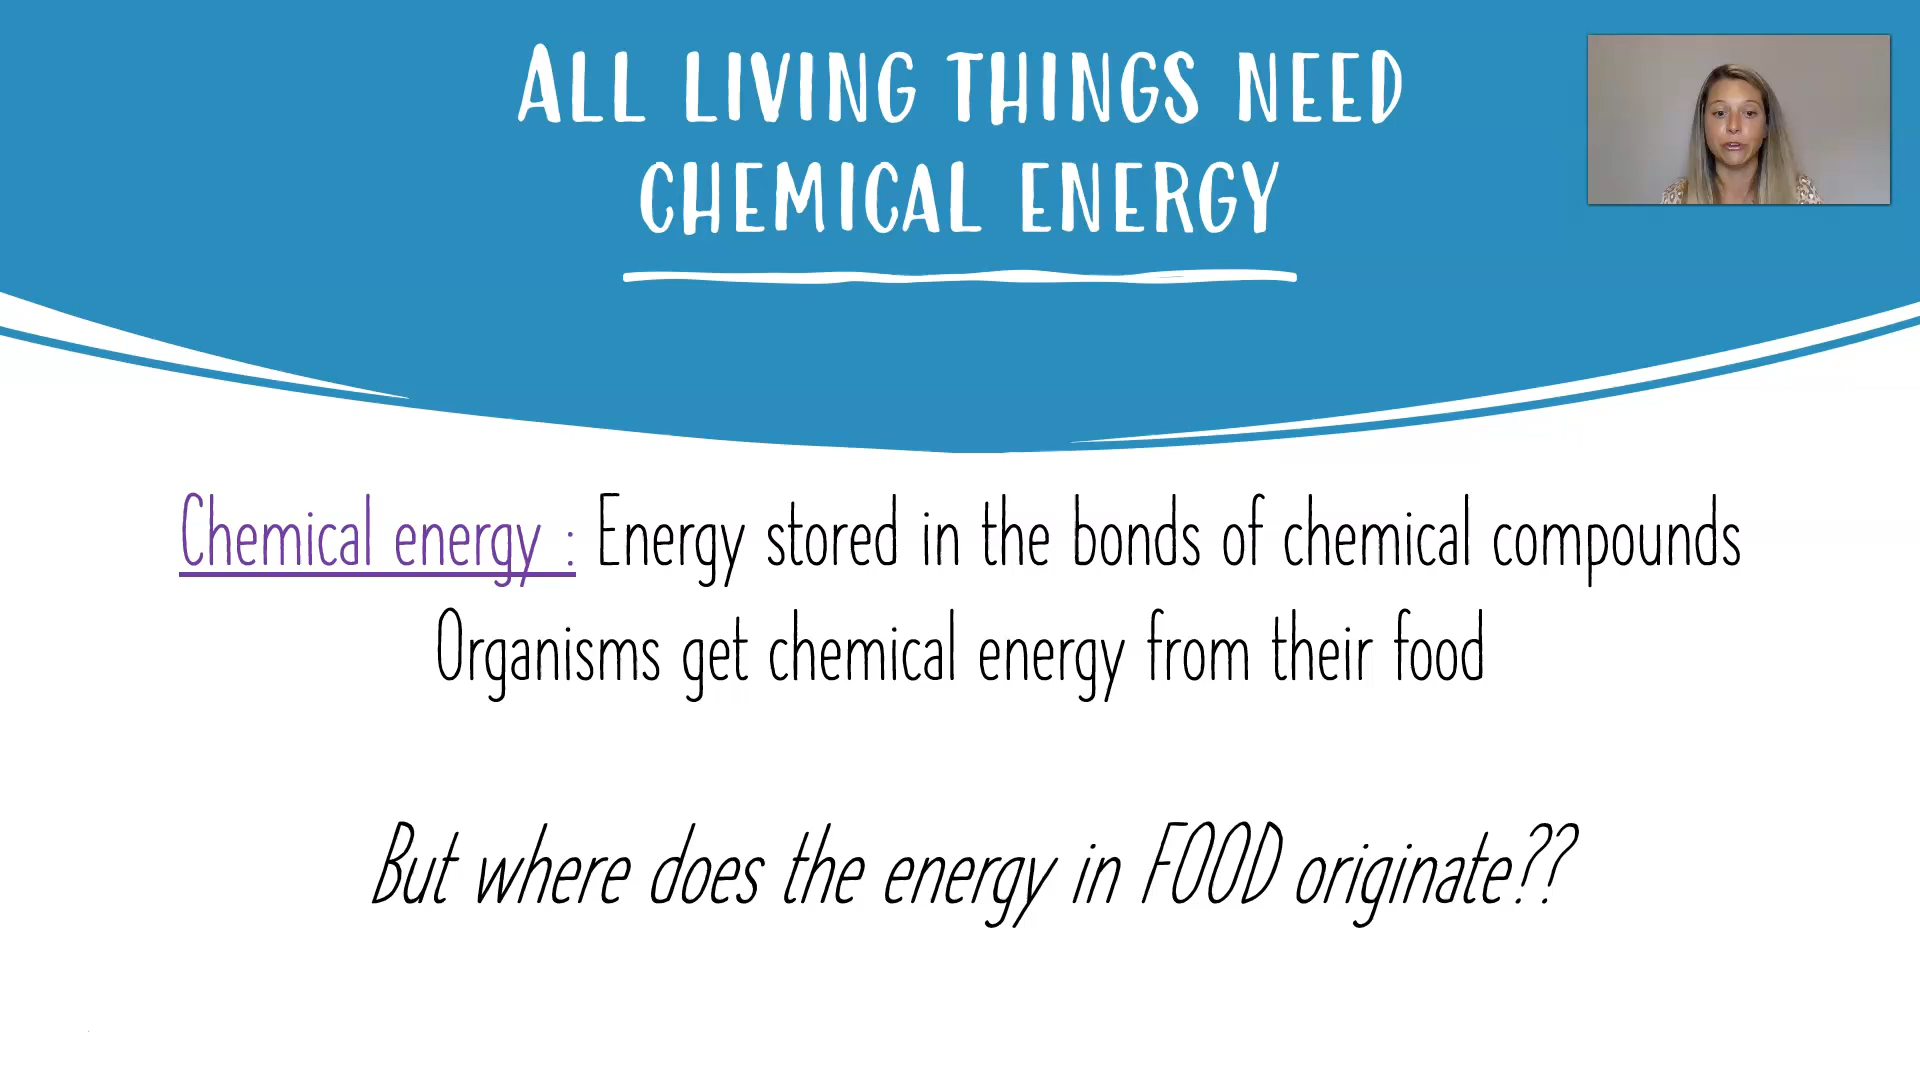 ALL LIVING THINGS NEED
CHEMICAL ENERGY
Chemical energy : Energy stored in the bonds of chemical compounds
Organisms get chemical energy from their food
But where does the energy in FOOD originate??